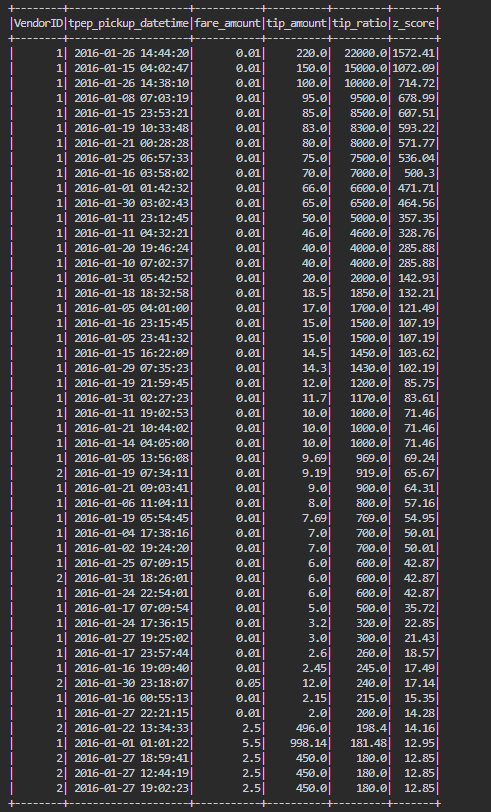 +--------+--------------------+-----------+----------+---------+-------+
|VendorID|tpep_pickup_datetime|fare_amount|tip_amount|tip_ratio|z_score|
+--------+--------------------+-----------+----------+---------+-------+
| 1| 2016-01-26 14:44:20| 0.01| 220.0| 22000.0|1572.41|
| 1| 2016-01-15 04:02:47| 0.01| 150.0| 15000.0|1072.09|
| 1| 2016-01-26 14:38:10| 0.01| 100.0| 10000.0| 714.72|
| 1| 2016-01-08 07:03:19| 0.01| 95.0| 9500.0| 678.99|
| 1| 2016-01-15 23:53:21| 0.01| 85.0| 8500.0| 607.51|
| 1| 2016-01-19 10:33:48| 0.01| 83.0| 8300.0| 593.22|
| 1| 2016-01-21 00:28:28| 0.01| 80.0| 8000.0| 571.77|
| 1| 2016-01-25 06:57:33| 0.01| 75.0| 7500.0| 536.04|
| 1| 2016-01-16 03:58:02| 0.01| 70.0| 7000.0| 500.3|
| 1| 2016-01-01 01:42:32| 0.01| 66.0| 6600.0| 471.71|
| 1| 2016-01-30 03:02:43| 0.01| 65.0| 6500.0| 464.56|
| 1| 2016-01-11 23:12:45| 0.01| 50.0| 5000.0| 357.35|
| 1| 2016-01-11 04:32:21| 0.01| 46.0| 4600.0| 328.76|
| 1| 2016-01-20 19:46:24| 0.01| 40.0| 4000.0| 285.88|
| 1| 2016-01-10 07:02:37| 0.01| 40.0| 4000.0| 285.88|
| 1| 2016-01-31 05:42:52| 0.01| 20.0| 2000.0| 142.93|
| 1| 2016-01-18 18:32:58| 0.01| 18.5| 1850.0| 132.21|
| 1| 2016-01-05 04:01:00| 0.01| 17.0| 1700.0| 121.49|
| 1| 2016-01-16 23:15:45| 0.01| 15.0| 1500.0| 107.19|
| 1| 2016-01-05 23:41:32| 0.01| 15.0| 1500.0| 107.19|
| 1| 2016-01-15 16:22:09| 0.01| 14.5| 1450.0| 103.62|
| 1| 2016-01-29 07:35:23| 0.01| 14.3| 1430.0| 102.19|
| 1| 2016-01-19 21:59:45| 0.01| 12.0| 1200.0| 85.75|
| 1| 2016-01-31 02:27:23| 0.01| 11.7| 1170.0| 83.61|
| 1| 2016-01-11 19:02:53| 0.01| 10.0| 1000.0| 71.46|
| 1| 2016-01-21 10:44:02| 0.01| 10.0| 1000.0| 71.46|
| 1| 2016-01-14 04:05:00| 0.01| 10.0| 1000.0| 71.46|
| 1| 2016-01-05 13:56:08| 0.01| 9.69| 969.0| 69.24|
| 2| 2016-01-19 07:34:11| 0.01| 9.19| 919.0| 65.67|
| 1| 2016-01-21 09:03:41| 0.01| 9.0| 900.0| 64.31|
| 1| 2016-01-06 11:04:11| 0.01| 8.0| 800.0| 57.16|
| 1| 2016-01-19 05:54:45| 0.01| 7.69| 769.0| 54.95|
| 1| 2016-01-04 17:38:16| 0.01| 7.0| 700.0| 50.01|
| 1| 2016-01-02 19:24:20| 0.01| 7.0| 700.0| 50.01|
| 1| 2016-01-25 07:09:15| 0.01| 6.0| 600.0| 42.87|
| 2| 2016-01-31 18:26:01| 0.01| 6.0| 600.0| 42.87|
| 1| 2016-01-24 22:54:01| 0.01| 6.0| 600.0| 42.87|
| 1| 2016-01-17 07:09:54| 0.01| 5.0| 500.0| 35.72|
| 1| 2016-01-24 17:36:15| 0.01| 3.2| 320.0| 22.85|
| 1| 2016-01-27 19:25:02| 0.01| 3.0| 300.0| 21.43|
| 1| 2016-01-17 23:57:44| 0.01| 2.6| 260.0| 18.57|
| 1| 2016-01-16 19:09:40| 0.01| 2.45| 245.0| 17.49|
| 2| 2016-01-30 23:18:07| 0.05| 12.0| 240.0| 17.14|
| 1| 2016-01-16 00:55:13| 0.01| 2.15| 215.0| 15.35|
| 1| 2016-01-27 22:21:15| 0.01| 2.0| 200.0| 14.28|
| 2| 2016-01-22 13:34:33| 2.5| 496.0| 198.4| 14.16|
| 1| 2016-01-01 01:01:22| 5.5| 998.14| 181.48| 12.95|
| 2| 2016-01-27 18:59:41| 2.5| 450.0| 180.0| 12.85|
| 2| 2016-01-27 12:44:19| 2.5| 450.0| 180.0| 12.85|
| 2| 2016-01-27 19:02:23| 2.5| 450.0| 180.0| 12.85|
+--------+--------------------+-----------+----------+---------+-------+